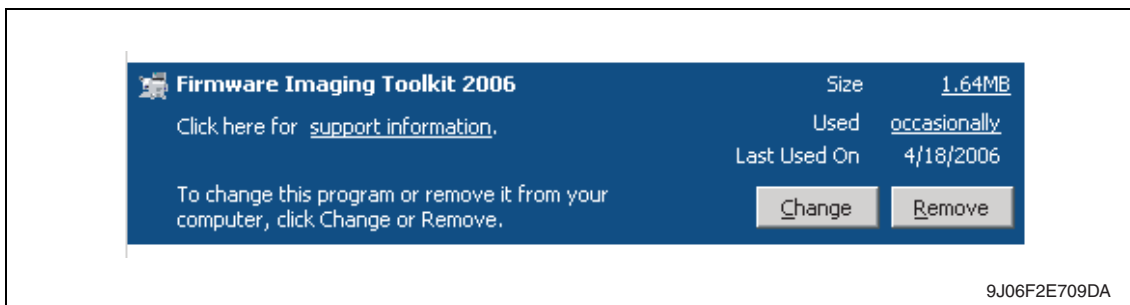 Firmware Imaging Toolkit 2006 Size 1.64MB
Click here for support information. Used occasionally
Last Used On 4/18/2006
To change this program or remove it from your
computer, click Change or Remove.
Change Remove
9J06F2E709DA